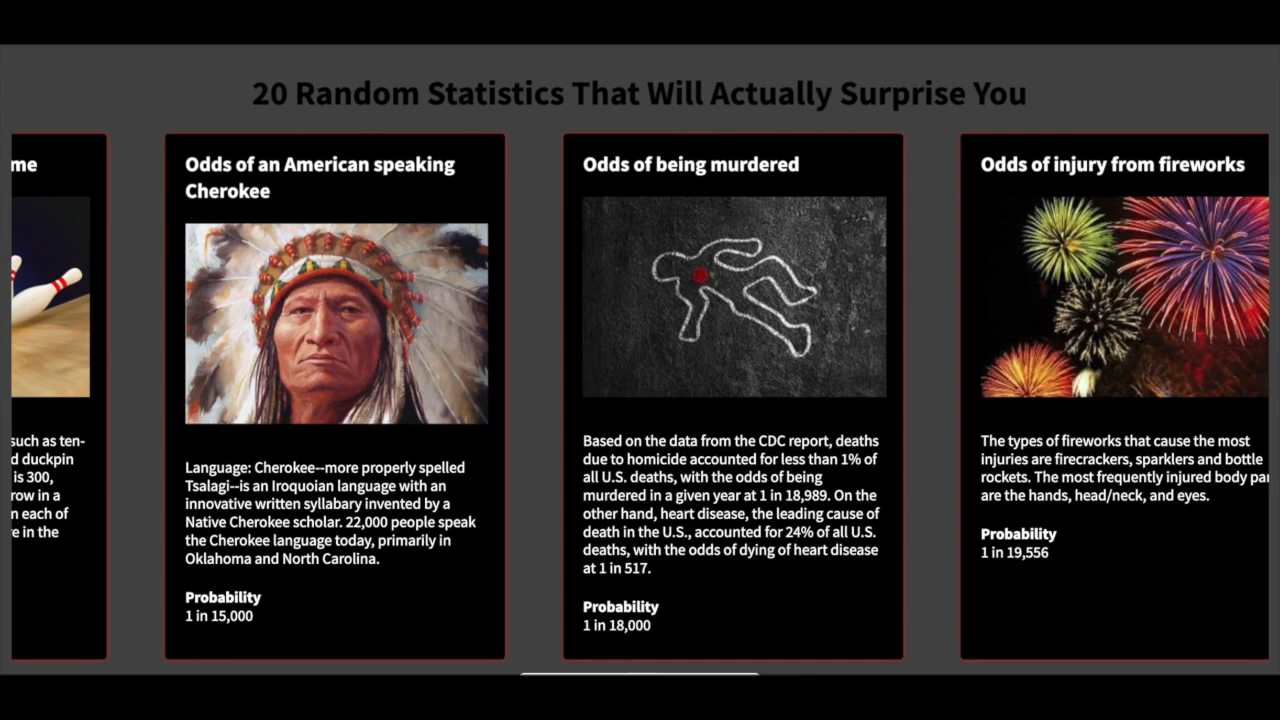 20 Random Statistics That Will Actually Surprise You
me
such as ten-
d duckpin
is 300,
row in a
n each of
e in the
Odds of an American speaking
Cherokee
Language: Cherokee--more properly spelled
Tsalagi--is an Iroquoian language with an
innovative written syllabary invented by a
Native Cherokee scholar. 22,000 people speak
the Cherokee language today, primarily in
Oklahoma and North Carolina.
Probability
1 in 15,000
Odds of being murdered
Based on the data from the CDC report, deaths
due to homicide accounted for less than 1% of
all U.S. deaths, with the odds of being
murdered in a given year at 1 in 18,989. On the
other hand, heart disease, the leading cause of
death in the U.S., accounted for 24% of all U.S.
deaths, with the odds of dying of heart disease
at 1 in 517.
Probability
1 in 18,000
Odds of injury from fireworks
The types of fireworks that cause the most
injuries are firecrackers, sparklers and bottle
rockets. The most frequently injured body par
are the hands, head/neck, and eyes.
Probability
1 in 19,556